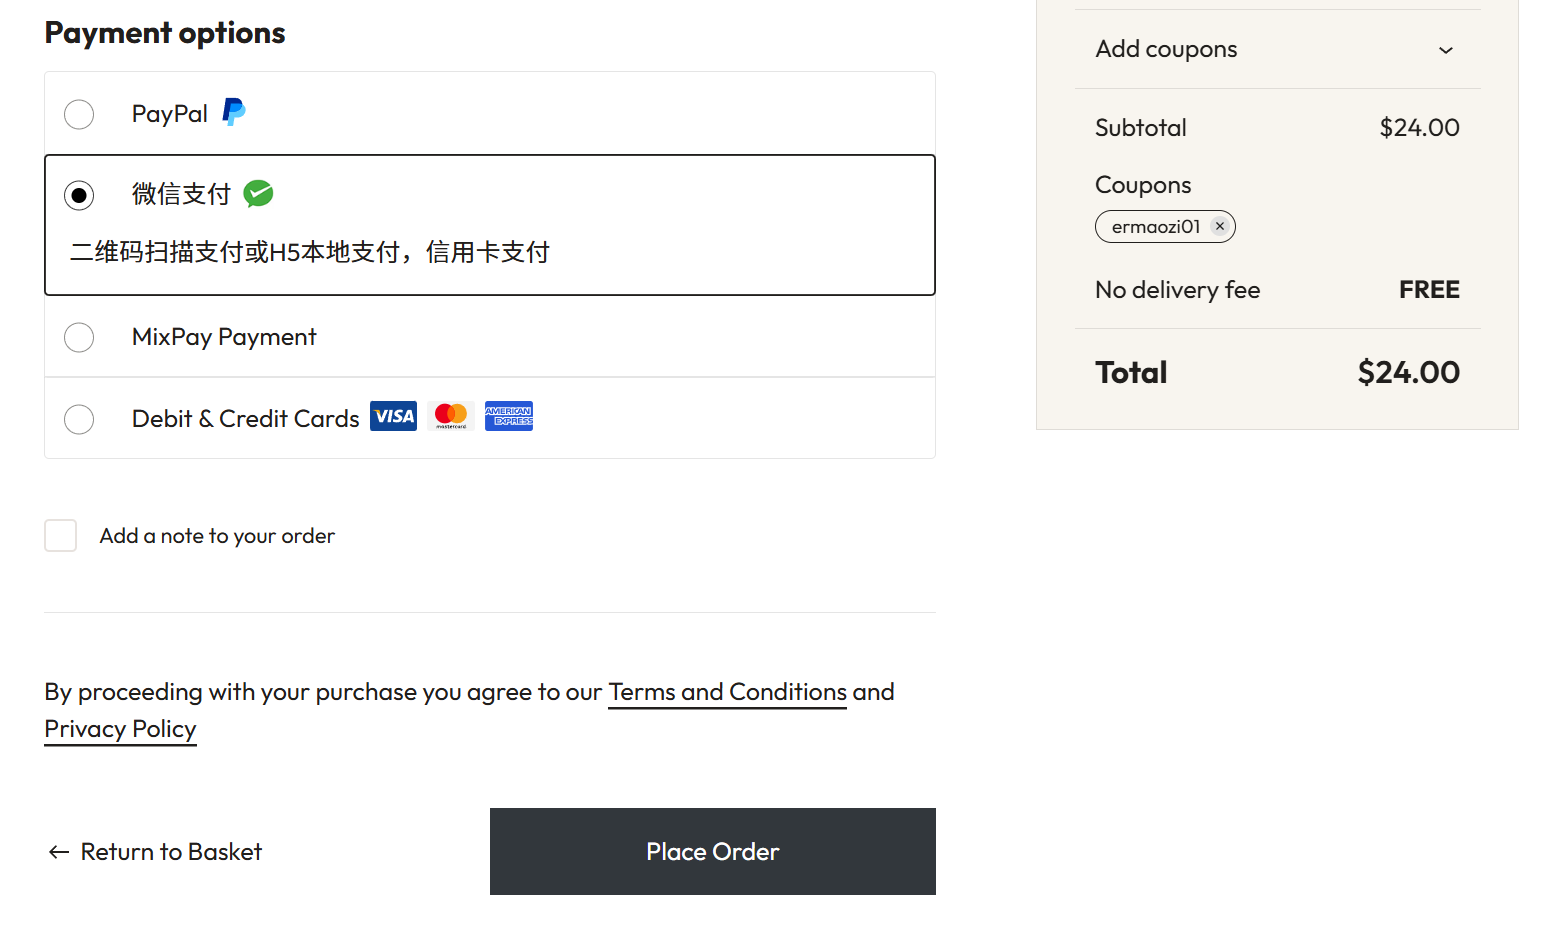 Payment options
PayPal
微信支付
二维码扫描支付或H5本地支付，信用卡支付
MixPay Payment
Debit & Credit Cards VISA mastercard AMERICAN EXPRESS
Add a note to your order
By proceeding with your purchase you agree to our Terms and Conditions and
Privacy Policy
← Return to Basket
Place Order
Add coupons
Subtotal $24.00
Coupons
ermaozi01 ×
No delivery fee FREE
Total $24.00